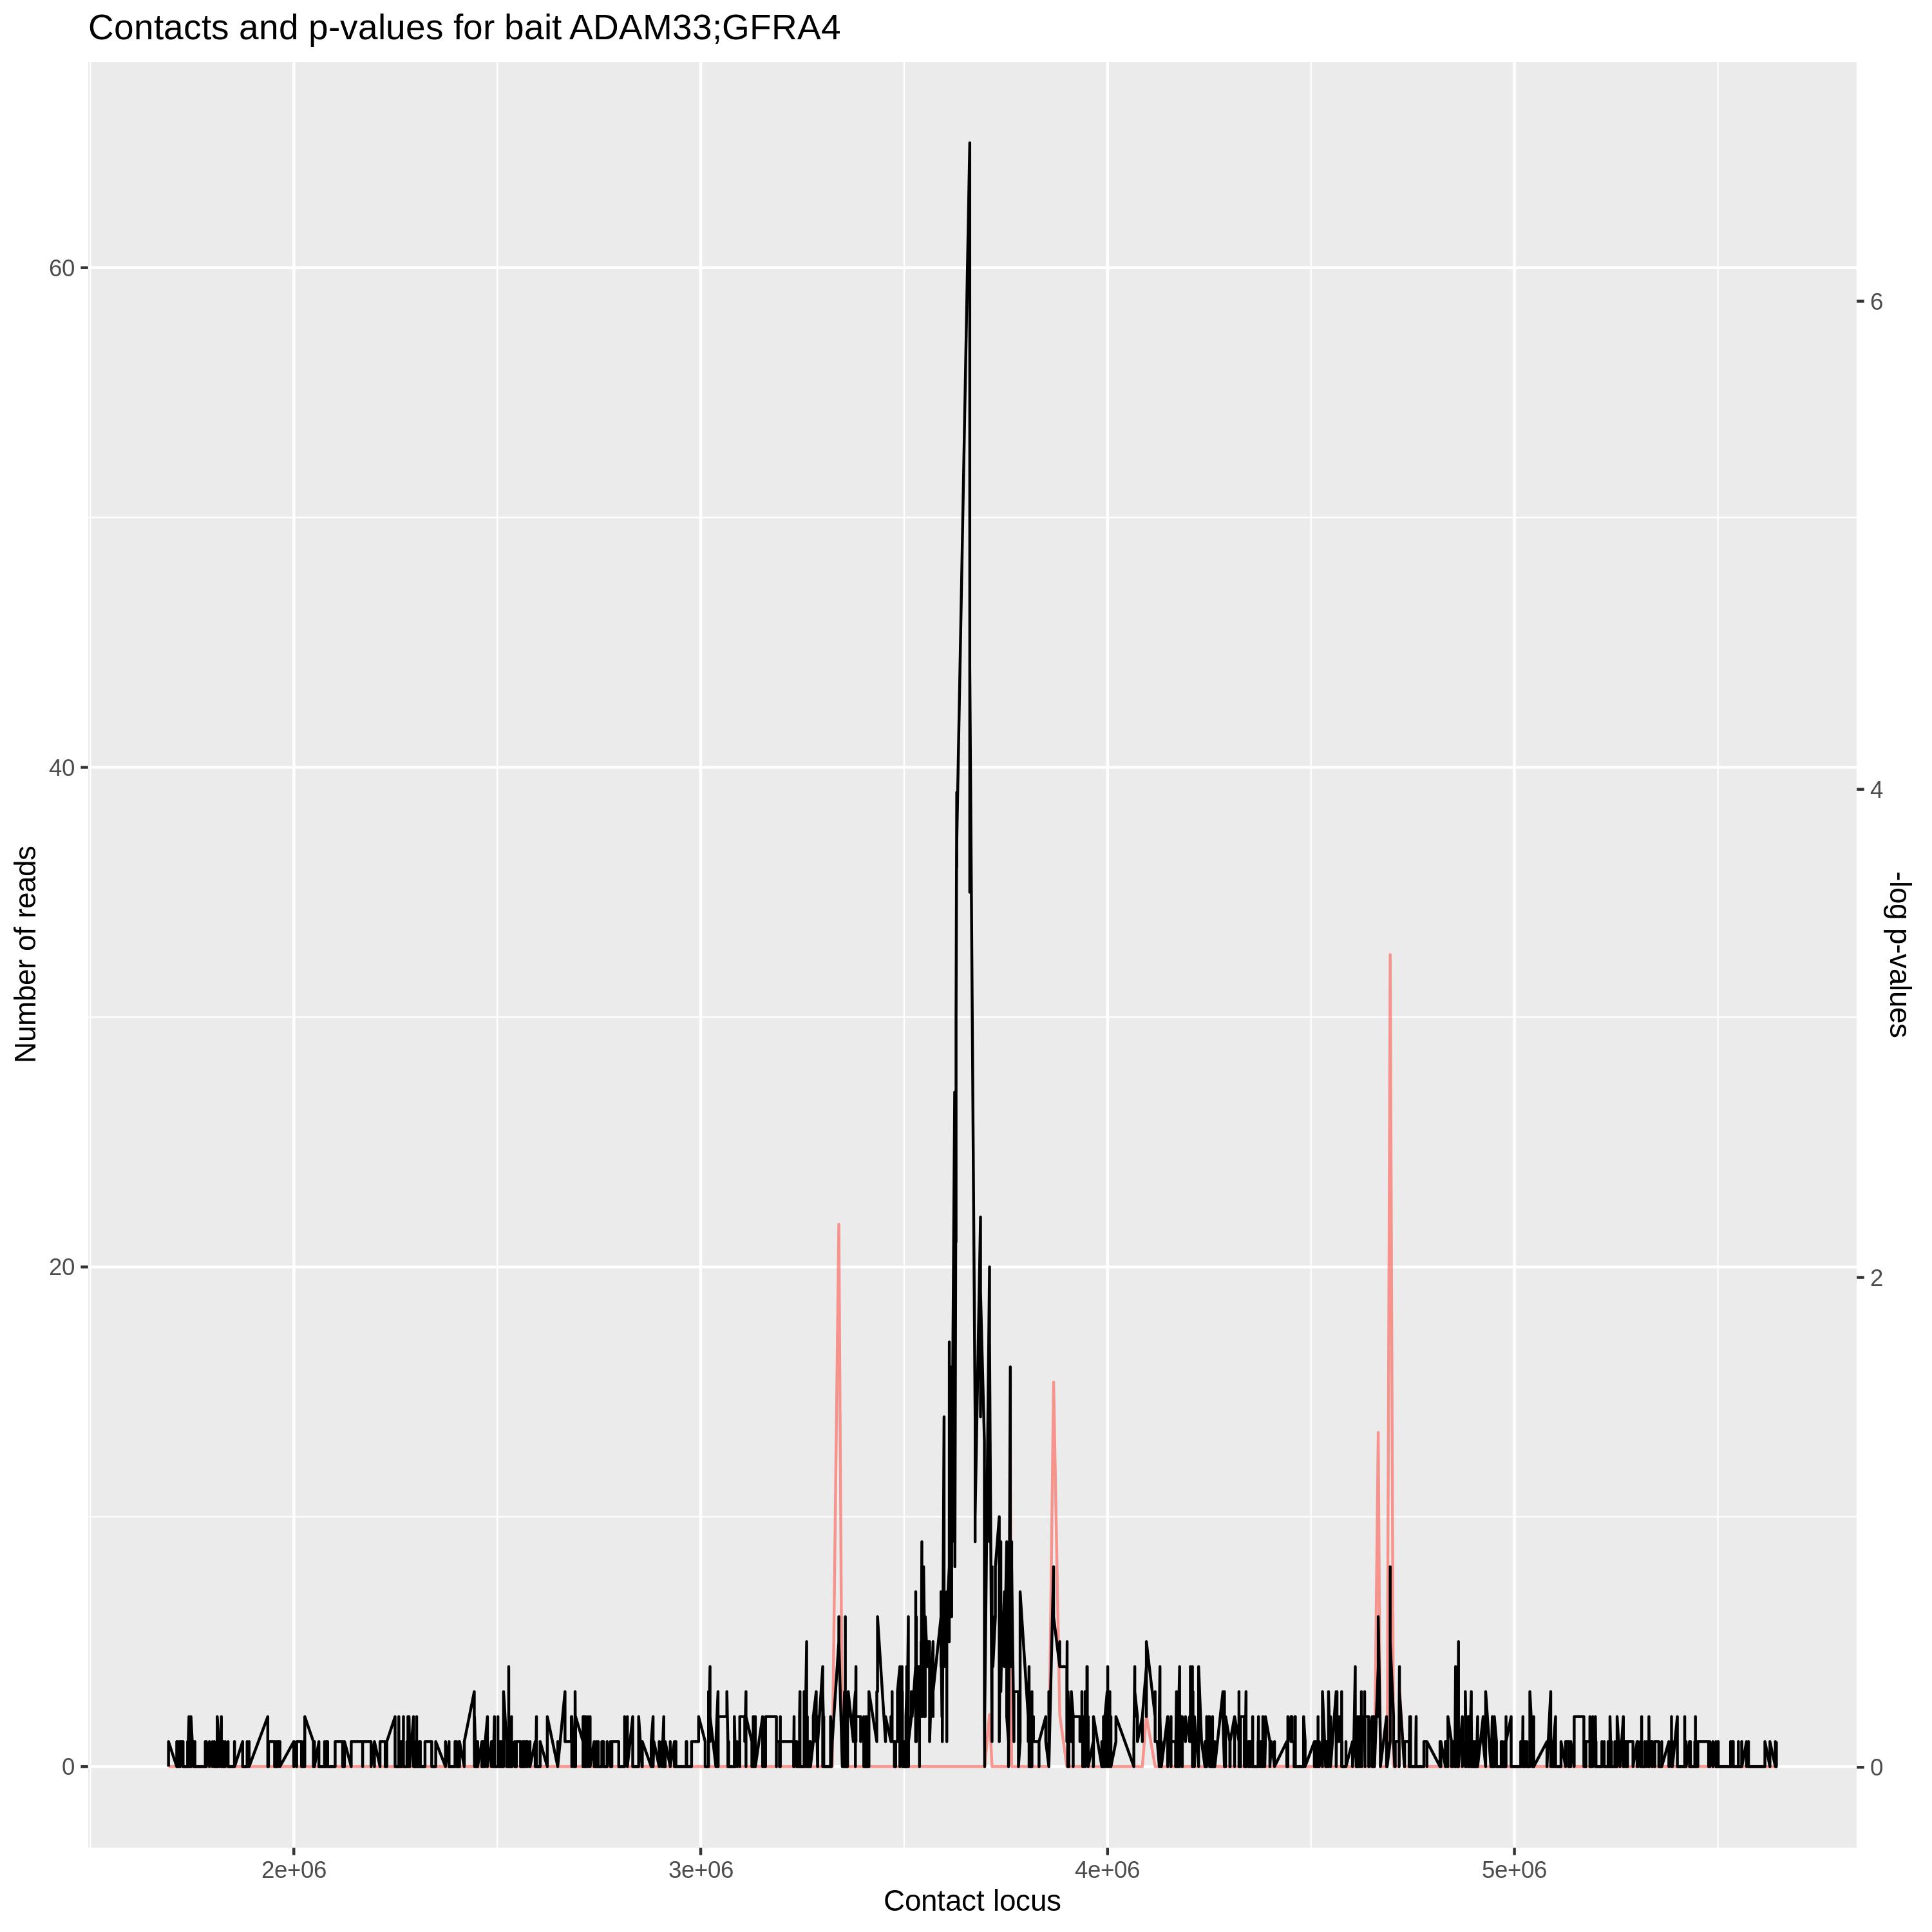 Contacts and p-values for bait ADAM33;GFRA4
60
40
20
0
Number of reads
6
4
2
0
-log p-values
2e+06
3e+06
4e+06
5e+06
Contact locus